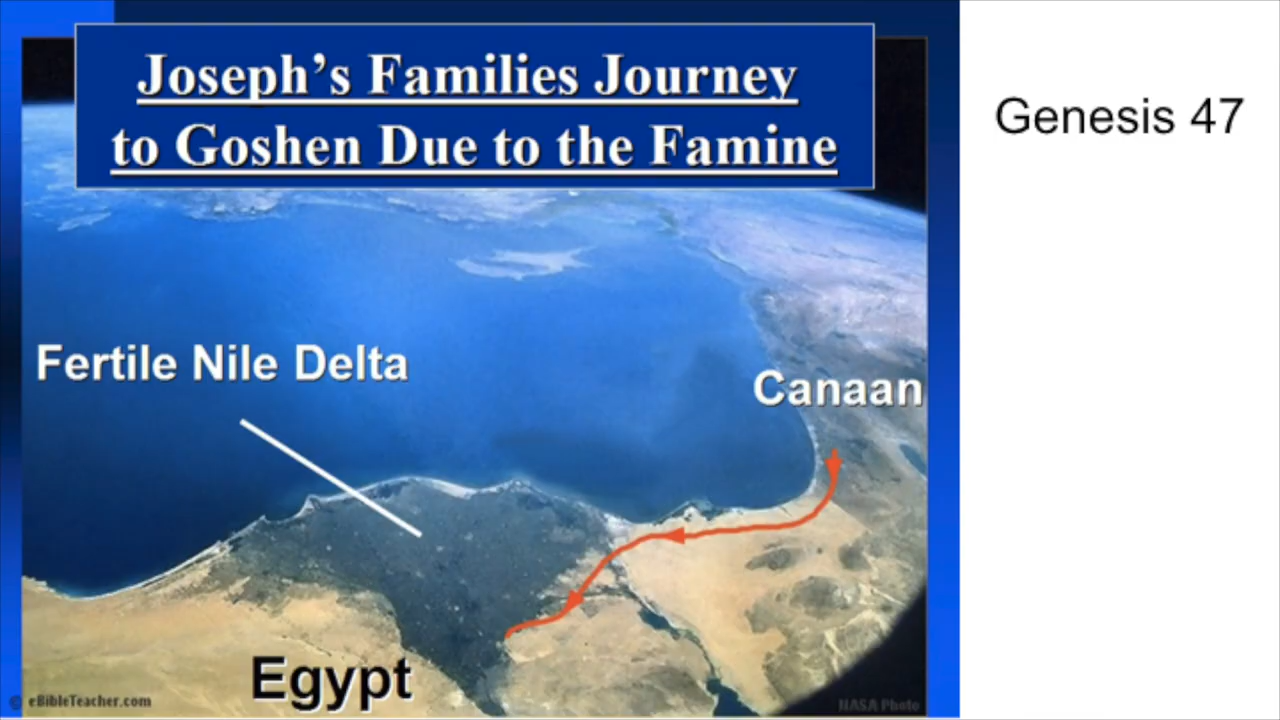 Joseph’s Families Journey
to Goshen Due to the Famine
Genesis 47
Fertile Nile Delta
Canaan
Egypt
© eBibleTeacher.com
NASA Photo